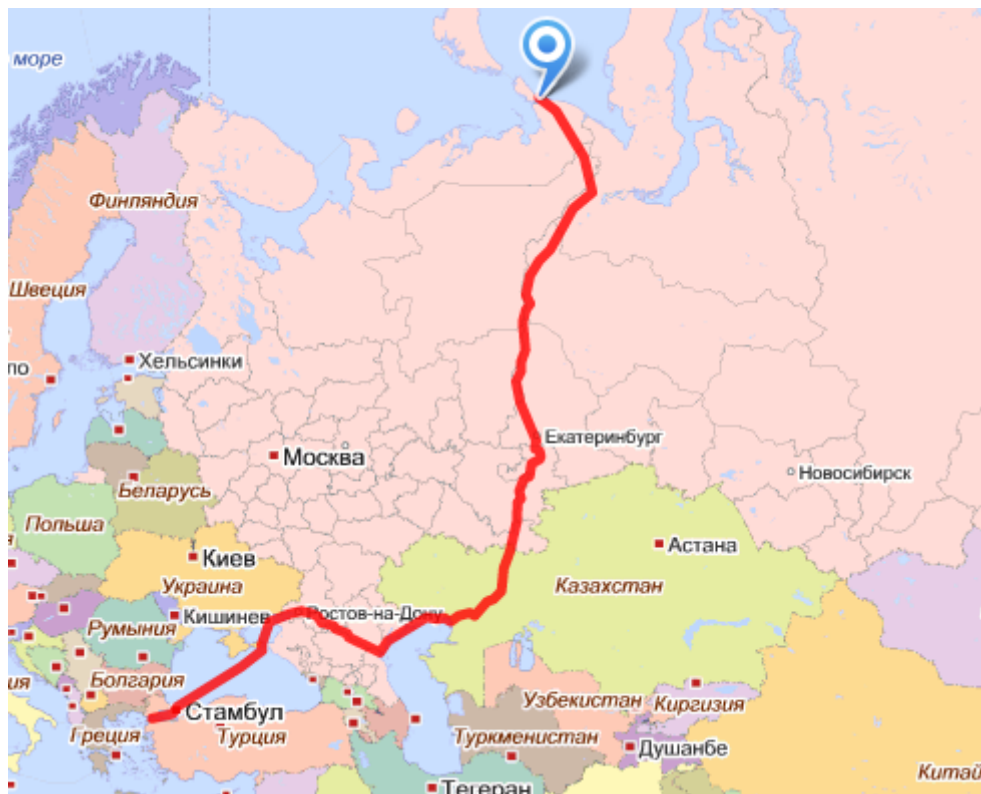 море
Финляндия
Швеция
Хельсинки
Екатеринбург
Москва
Новосибирск
Беларусь
Польша
Астана
Киев
Украина
Казахстан
Кишинев
Ростов-на-Дону
Румыния
Болгария
Узбекистан
Киргизия
Стамбул
Греция
Турция
Туркменистан
Душанбе
Китай
Тегеран